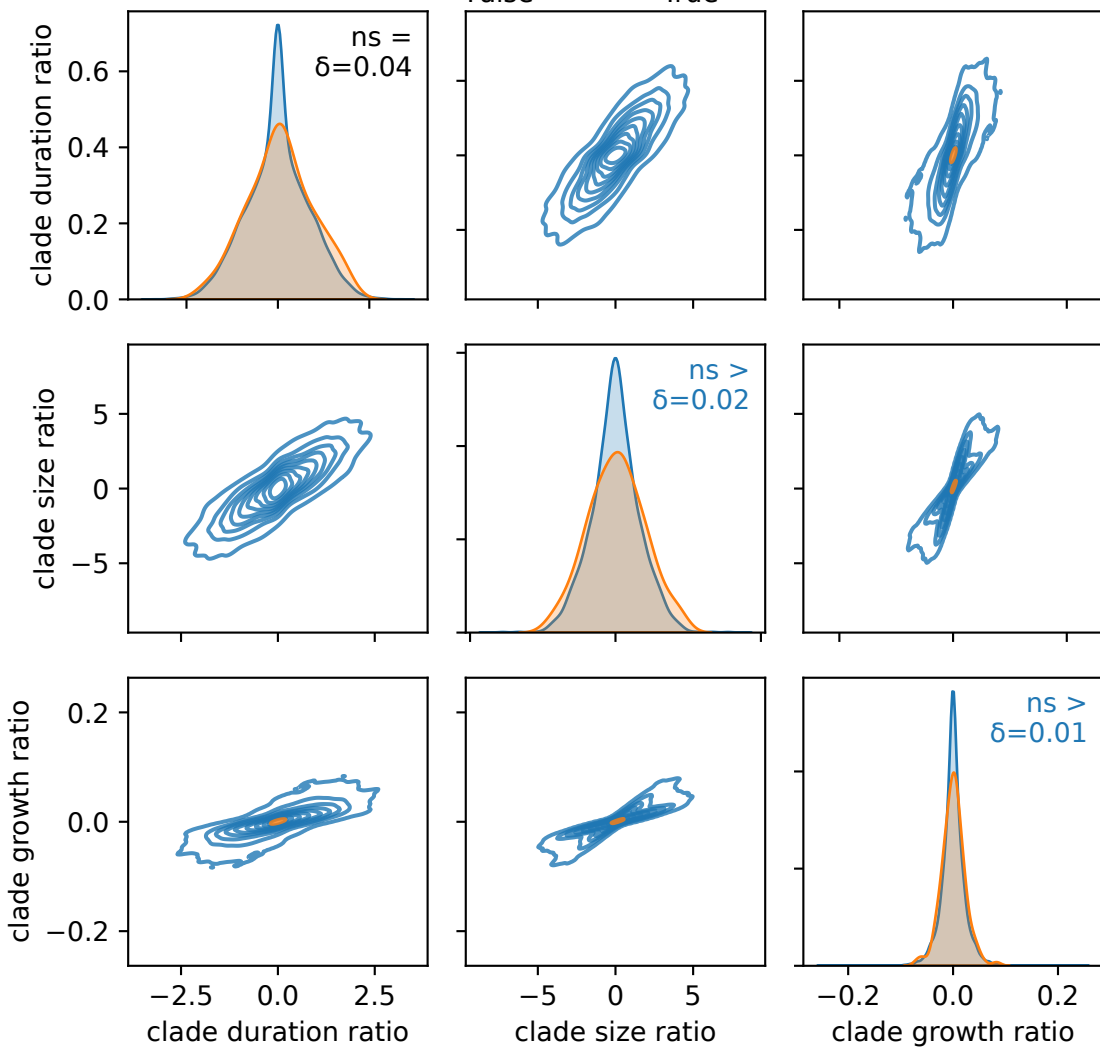 clade duration ratio
0.6
0.4
0.2
0.0
ns =
δ=0.04
clade size ratio
5
0
−5
ns >
δ=0.02
clade growth ratio
0.2
0.0
−0.2
ns >
δ=0.01
−2.5 0.0 2.5
−5 0 5
−0.2 0.0 0.2
clade duration ratio
clade size ratio
clade growth ratio